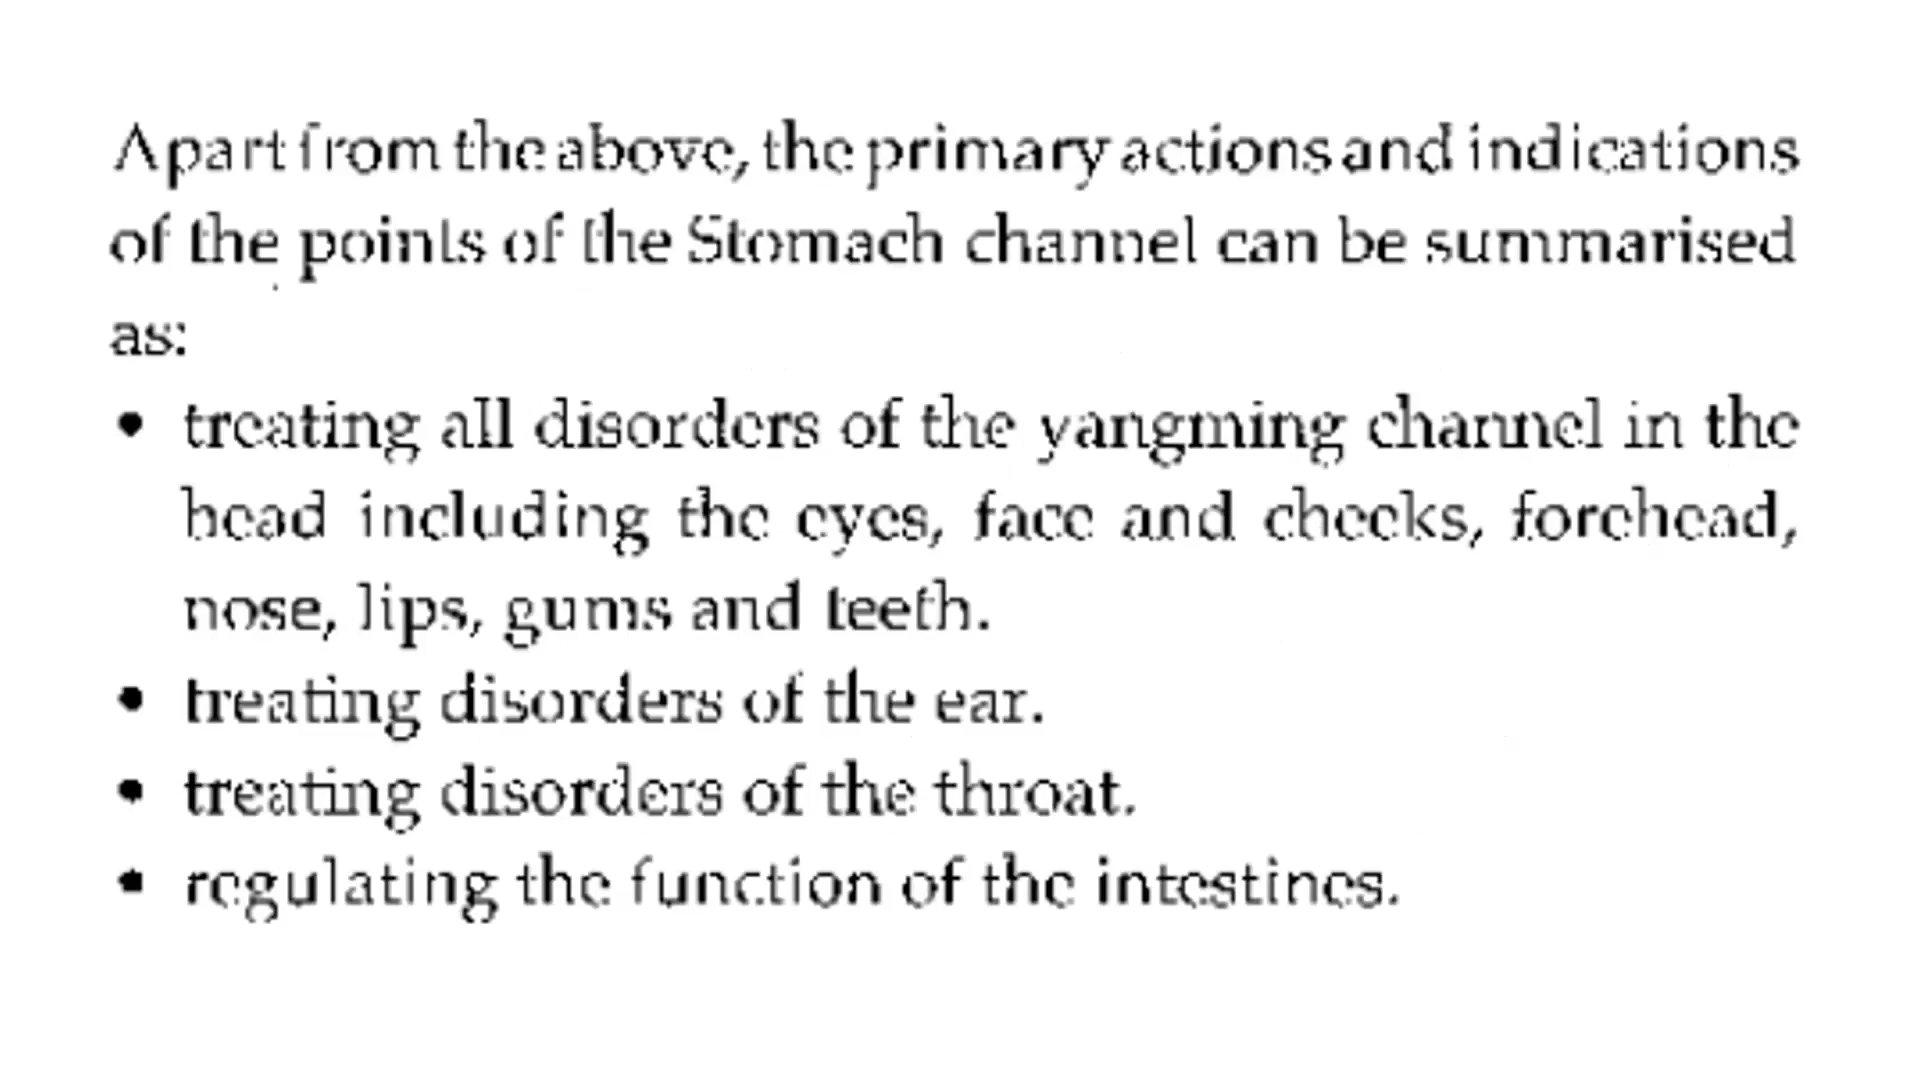 Apart from the above, the primary actions and indications
of the points of the Stomach channel can be summarised
as:
• treating all disorders of the yangming channel in the
head including the eyes, face and cheeks, forehead,
nose, lips, gums and teeth.
• treating disorders of the ear.
• treating disorders of the throat.
• regulating the function of the intestines.